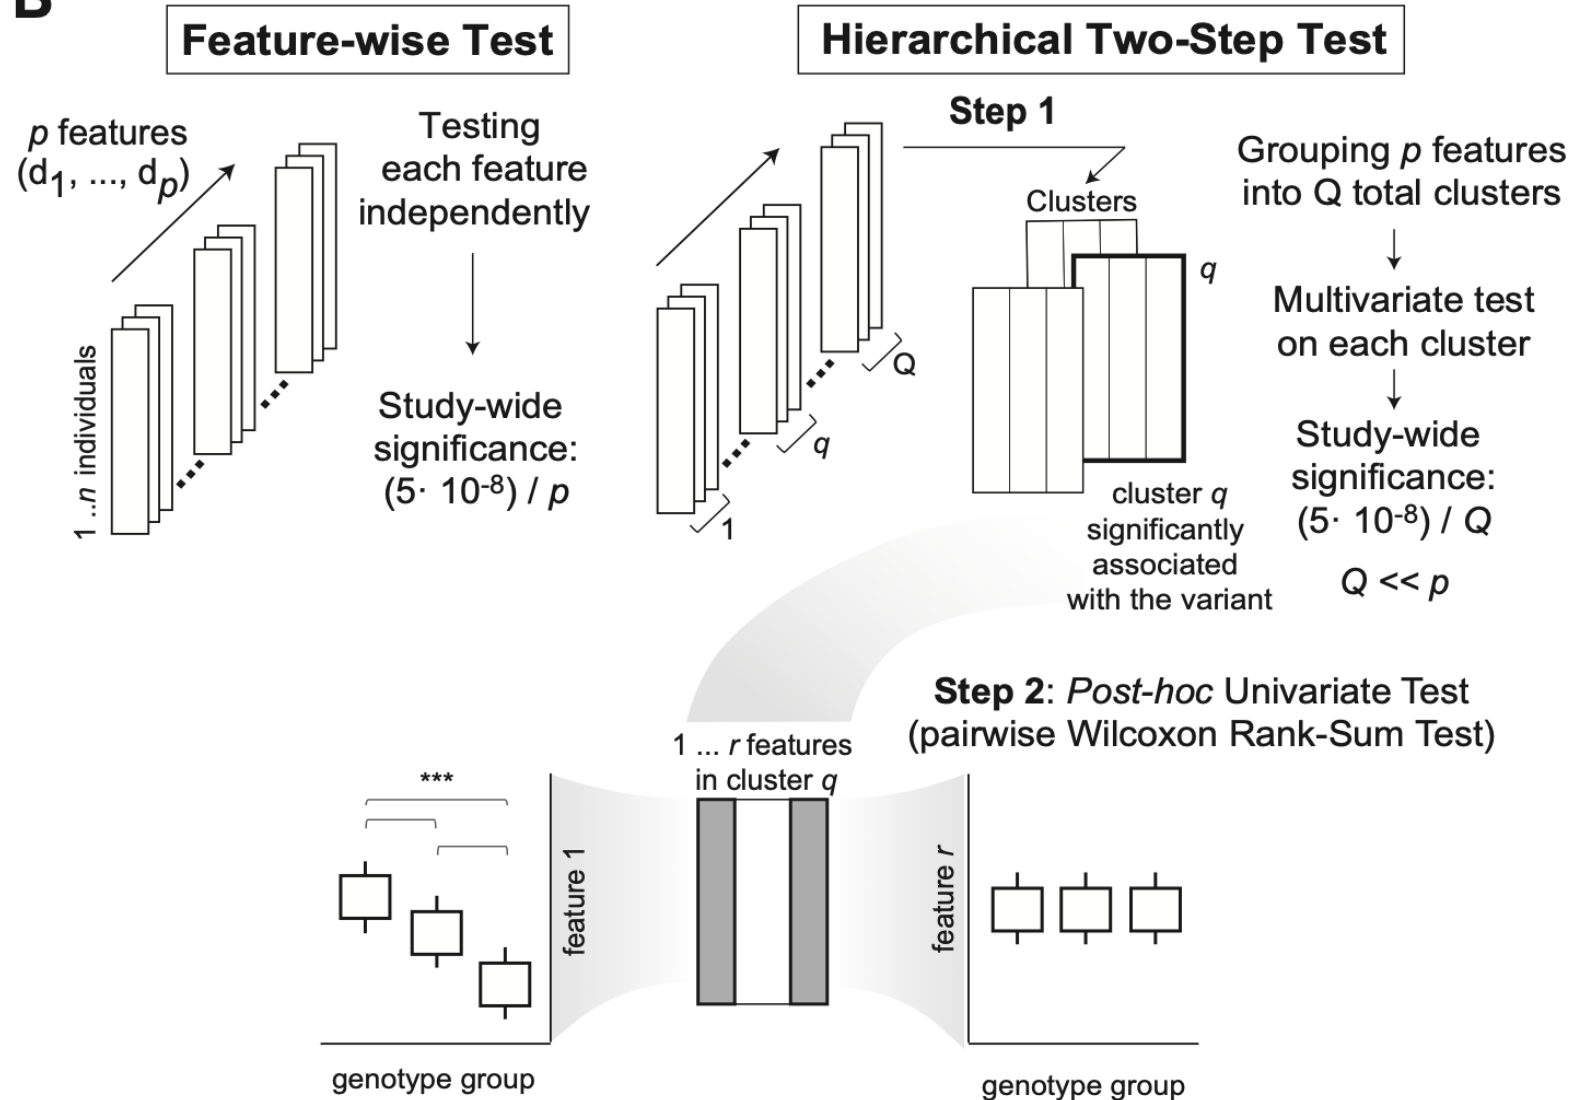 B
Feature-wise Test
p features
(d1, ..., dp)
1 ..n individuals
Testing
each feature
independently
Study-wide
significance:
(5· 10-8) / p
Hierarchical Two-Step Test
Step 1
Clusters
q
Q
q
1
cluster q
significantly
associated
with the variant
Grouping p features
into Q total clusters
Multivariate test
on each cluster
Study-wide
significance:
(5· 10-8) / Q
Q << p
Step 2: Post-hoc Univariate Test
(pairwise Wilcoxon Rank-Sum Test)
1 ... r features
in cluster q
***
feature 1
genotype group
feature r
genotype group